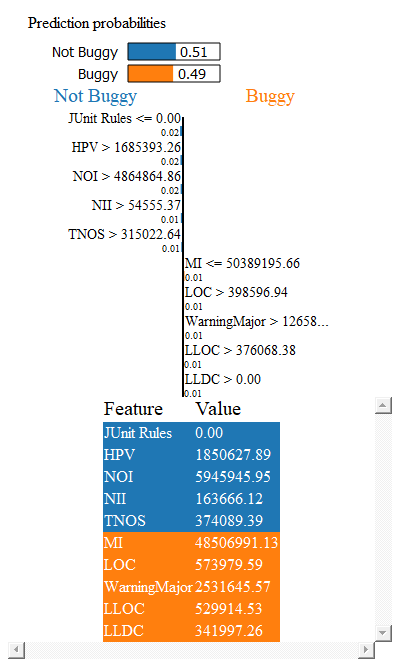 Prediction probabilities
Not Buggy 0.51
Buggy 0.49
Not Buggy Buggy
JUnit Rules <= 0.00
0.02
HPV > 1685393.26
0.02
NOI > 4864864.86
0.02
NII > 54555.37
0.01
TNOS > 315022.64
0.01
MI <= 50389195.66
0.01
LOC > 398596.94
0.01
WarningMajor > 12658...
0.01
LLOC > 376068.38
0.01
LLDC > 0.00
0.01
Feature Value
JUnit Rules 0.00
HPV 1850627.89
NOI 5945945.95
NII 163666.12
TNOS 374089.39
MI 48506991.13
LOC 573979.59
WarningMajor 2531645.57
LLOC 529914.53
LLDC 341997.26